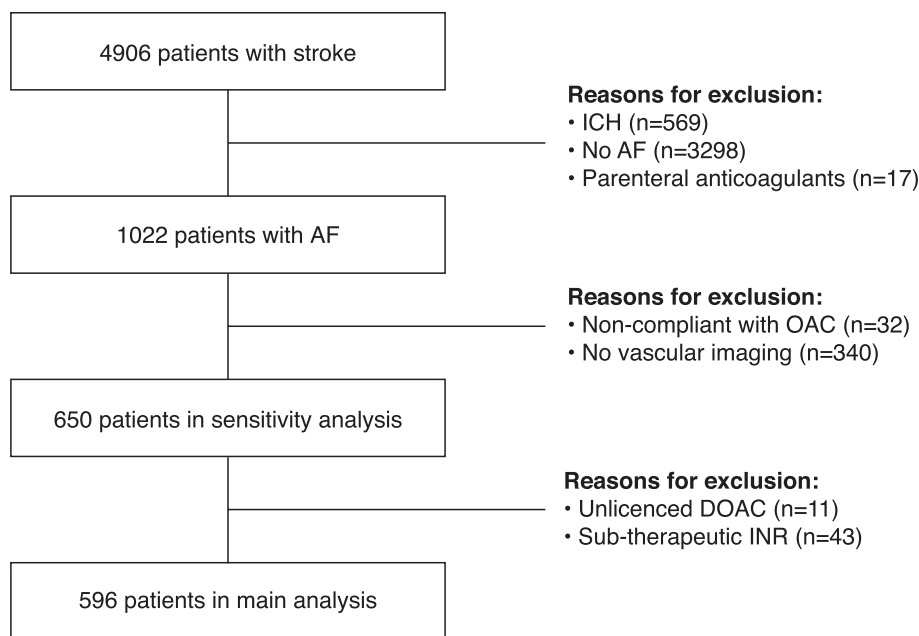 4906 patients with stroke
Reasons for exclusion:
• ICH (n=569)
• No AF (n=3298)
• Parenteral anticoagulants (n=17)
1022 patients with AF
Reasons for exclusion:
• Non-compliant with OAC (n=32)
• No vascular imaging (n=340)
650 patients in sensitivity analysis
Reasons for exclusion:
• Unlicenced DOAC (n=11)
• Sub-therapeutic INR (n=43)
596 patients in main analysis